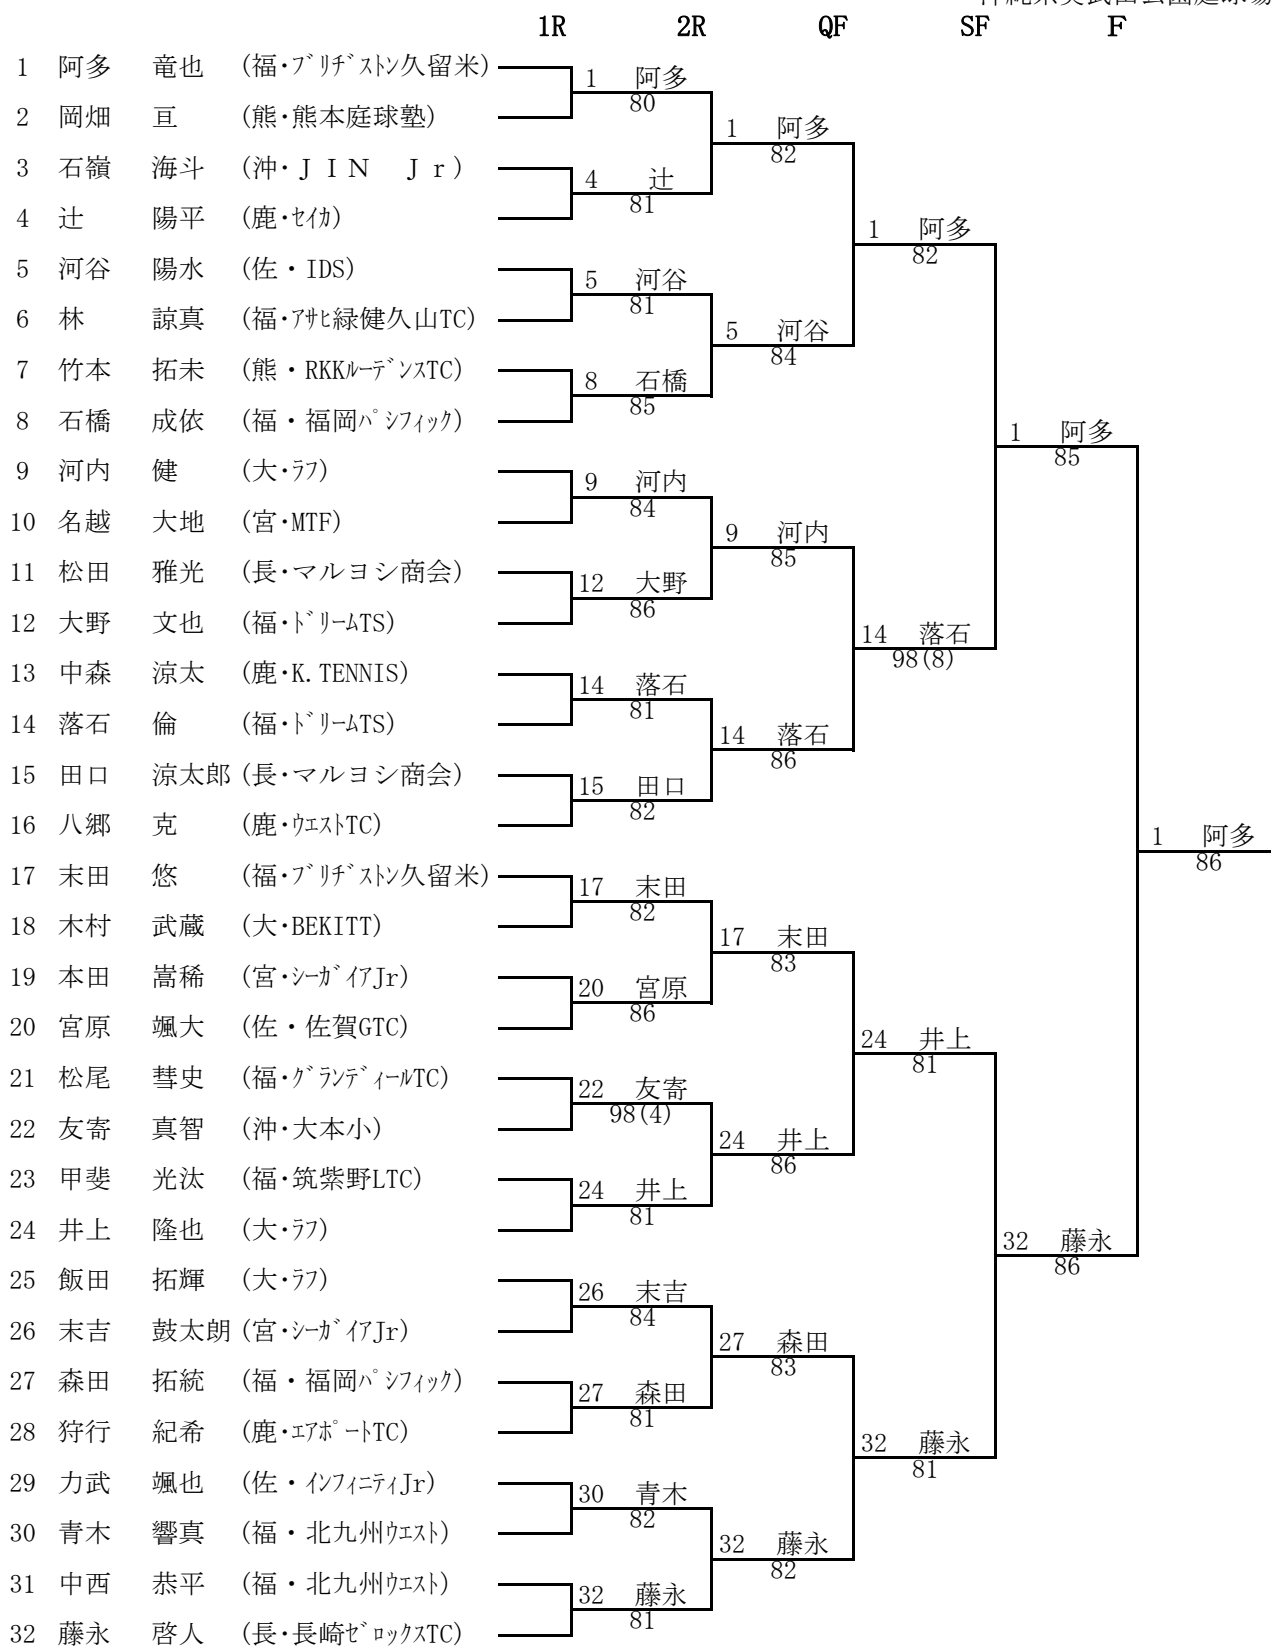 1R 2R QF SF F
1 阿多 竜也 (福・ブリヂストン久留米)
1 阿多
80
2 岡畑 亘 (熊・熊本庭球塾)
1 阿多
82
3 石嶺 海斗 (沖・ＪＩＮ Ｊｒ)
4 辻
81
4 辻 陽平 (鹿・セイカ)
1 阿多
82
5 河谷 陽水 (佐・IDS)
5 河谷
81
6 林 諒真 (福・アサヒ緑健久山TC)
5 河谷
84
7 竹本 拓未 (熊・RKKルーデンスTC)
8 石橋
85
8 石橋 成依 (福・福岡パシフィック)
1 阿多
85
9 河内 健 (大・ラフ)
9 河内
84
10 名越 大地 (宮・MTF)
9 河内
85
11 松田 雅光 (長・マルヨシ商会)
12 大野
86
12 大野 文也 (福・ドリームTS)
14 落石
98(8)
13 中森 涼太 (鹿・K.TENNIS)
14 落石
81
14 落石 倫 (福・ドリームTS)
14 落石
86
15 田口 涼太郎 (長・マルヨシ商会)
15 田口
82
16 八郷 克 (鹿・ウエストTC)
1 阿多
86
17 末田 悠 (福・ブリヂストン久留米)
17 末田
82
18 木村 武蔵 (大・BEKITT)
17 末田
83
19 本田 嵩稀 (宮・シーガイアJr)
20 宮原
86
20 宮原 颯大 (佐・佐賀GTC)
24 井上
81
21 松尾 彗史 (福・グランディールTC)
22 友寄
98(4)
22 友寄 真智 (沖・大本小)
24 井上
86
23 甲斐 光汰 (福・筑紫野LTC)
24 井上
81
24 井上 隆也 (大・ラフ)
32 藤永
86
25 飯田 拓輝 (大・ラフ)
26 末吉
84
26 末吉 鼓太朗 (宮・シーガイアJr)
27 森田
83
27 森田 拓統 (福・福岡パシフィック)
27 森田
81
28 狩行 紀希 (鹿・エアポートTC)
32 藤永
81
29 力武 颯也 (佐・インフィニティJr)
30 青木
82
30 青木 響真 (福・北九州ウエスト)
32 藤永
82
31 中西 恭平 (福・北九州ウエスト)
32 藤永
81
32 藤永 啓人 (長・長崎ゼロックスTC)